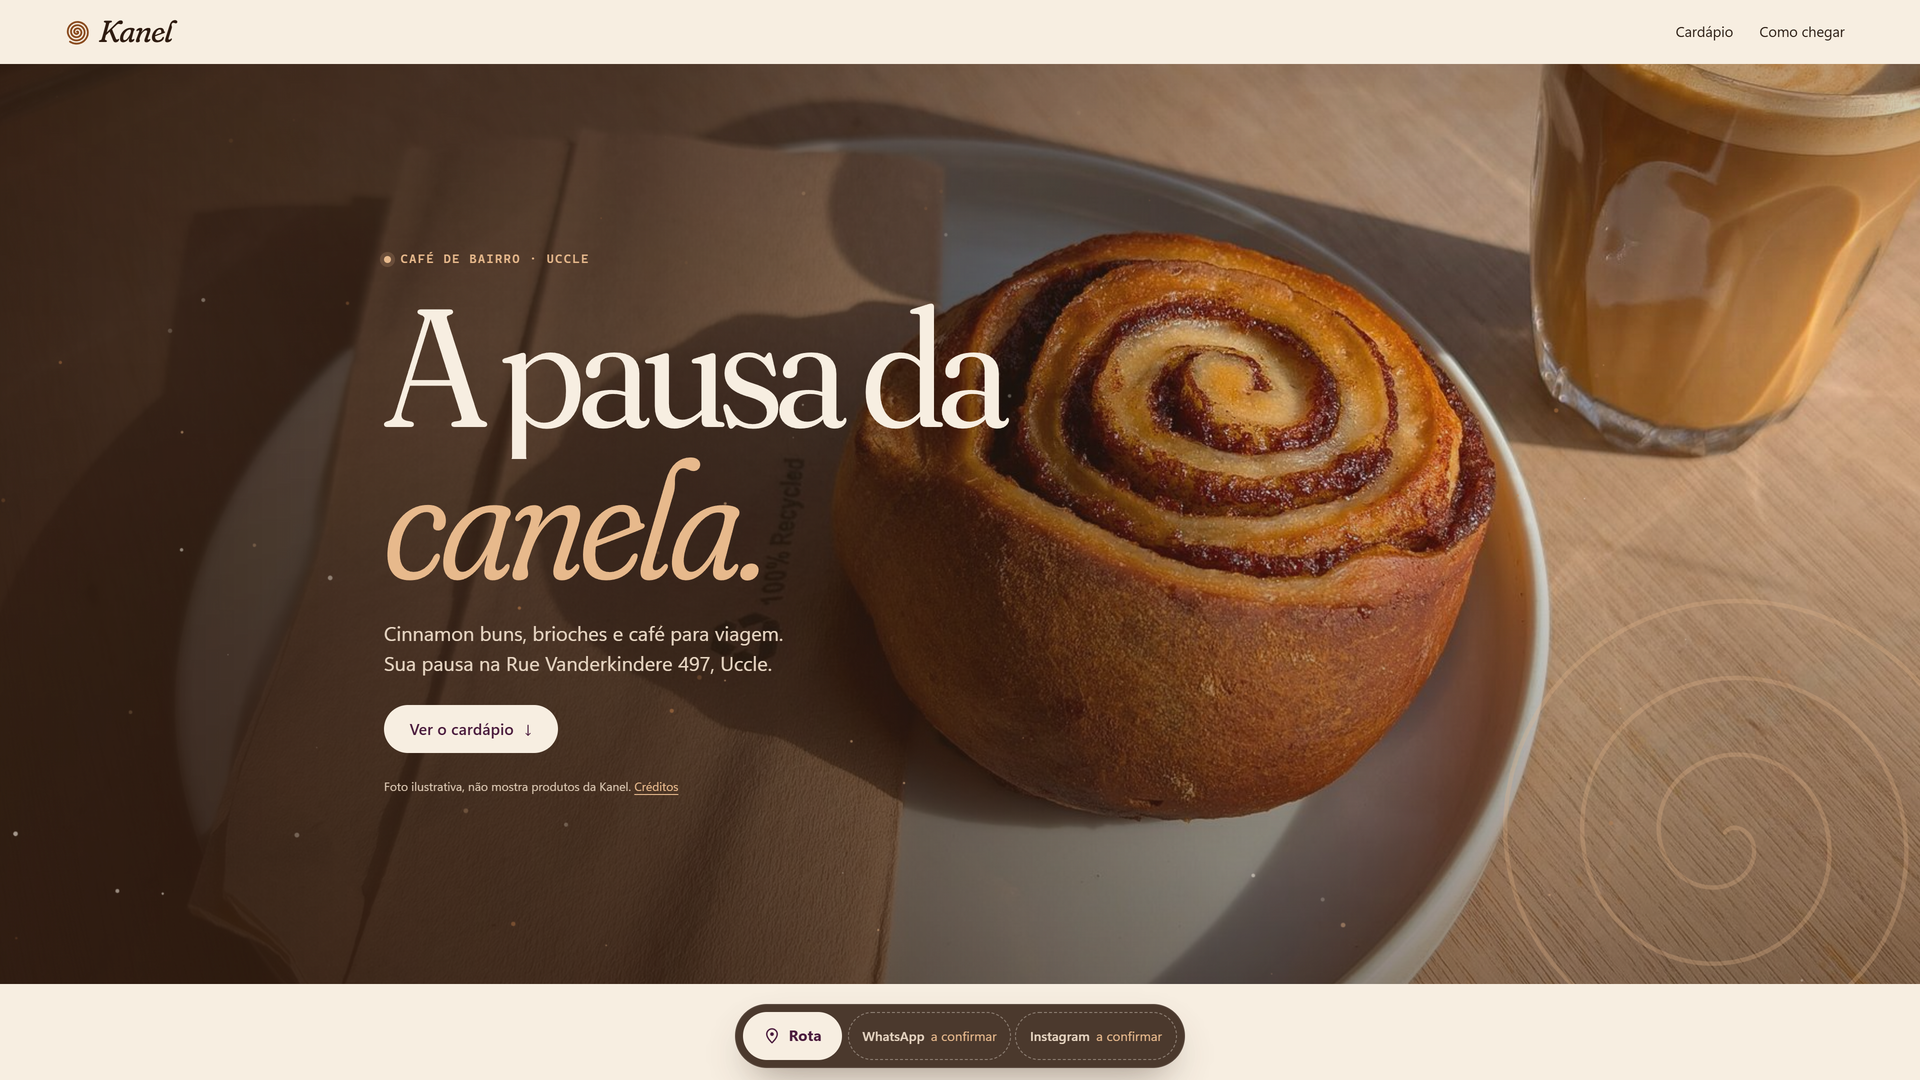 Kanel
Cardápio
Como chegar
CAFÉ DE BAIRRO · UCCLE
A pausa da
canela.
100% Recycled
Cinnamon buns, brioches e café para viagem.
Sua pausa na Rue Vanderkindere 497, Uccle.
Ver o cardápio ↓
Foto ilustrativa, não mostra produtos da Kanel. Créditos
Rota
WhatsApp a confirmar
Instagram a confirmar